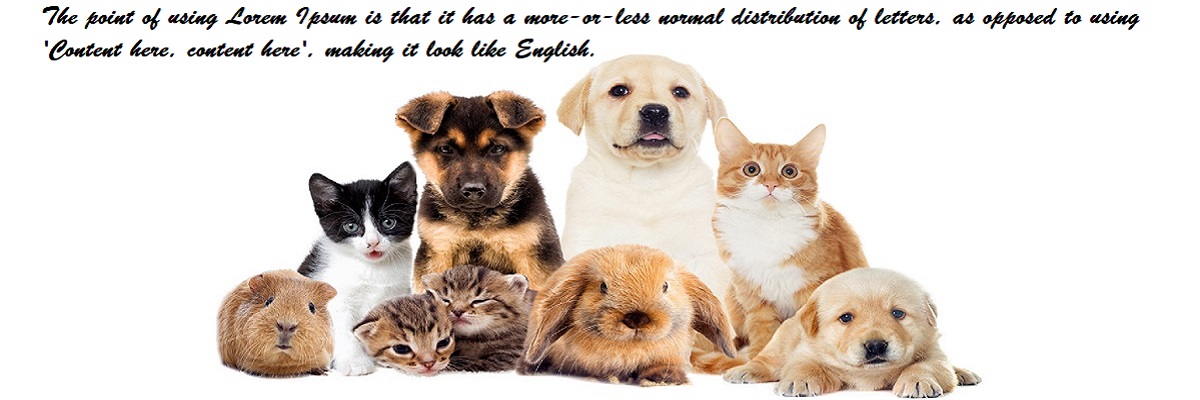 The point of using Lorem Ipsum is that it has a more-or-less normal distribution of letters, as opposed to using
'Content here, content here', making it look like English.